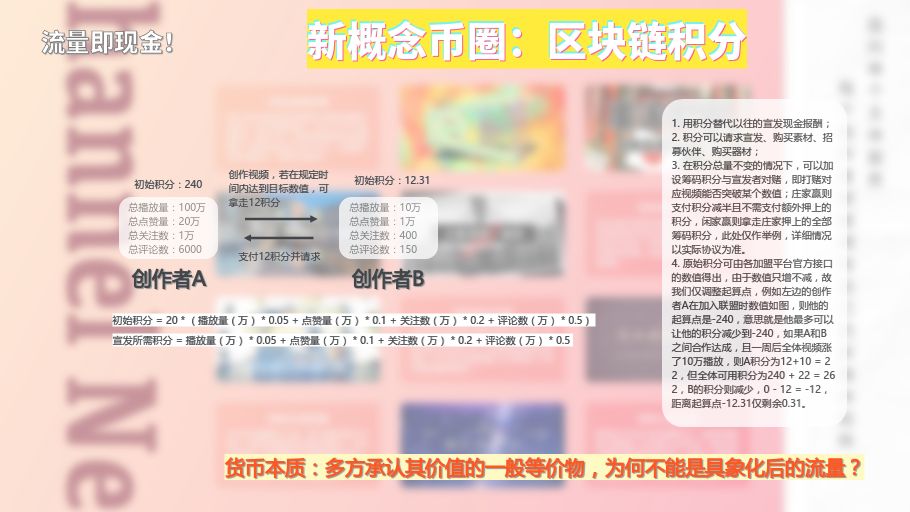 流量即现金！
新概念币圈：区块链积分
hannel Ne
创作视频，若在规定时
间内达到目标数值，可
拿走12积分
初始积分：240
总播放量：100万
总点赞量：20万
总关注数：1万
总评论数：6000
创作者A
支付12积分并请求
初始积分：12.31
总播放量：10万
总点赞量：1万
总关注数：400
总评论数：150
创作者B
初始积分 = 20 *（ 播放量 ( 万 ) * 0.05 + 点赞量 ( 万 ) * 0.1 + 关注数 ( 万 ) * 0.2 + 评论数 ( 万 ) * 0.5 ）
宣发所需积分 = 播放量 ( 万 ) * 0.05 + 点赞量 ( 万 ) * 0.1 + 关注数 ( 万 ) * 0.2 + 评论数 ( 万 ) * 0.5
1. 用积分替代以往的宣发现金报酬；
2. 积分可以请求宣发、购买素材、招
募伙伴、购买器材；
3. 在积分总量不变的情况下，可以加
设筹码积分与宣发者对赌，即打赌对
应视频能否突破某个数值；庄家赢则
支付积分减半且不需支付额外押上的
积分，闲家赢则拿走庄家押上的全部
筹码积分，此处仅作举例，详细情况
以实际协议为准。
4. 原始积分可由各加盟平台官方接口
的数值得出，由于数值只增不减，故
我们仅调整起算点，例如左边的创作
者A在加入联盟时数值如图，则他的
起算点是-240，意思就是他最多可以
让他的积分减少到-240，如果A和B
之间合作达成，且一周后全体视频涨
了10万播放，则A积分为12+10 = 2
2，但全体可用积分为240 + 22 = 26
2，B的积分则减少，0 - 12 = -12，
距离起算点-12.31仅剩余0.31。
货币本质：多方承认其价值的一般等价物，为何不能是具象化后的流量？